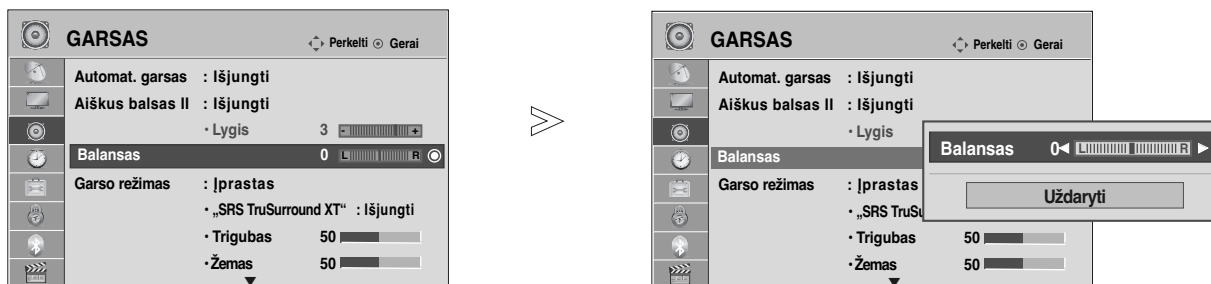 GARSAS Perkelti Gerai
Automat. garsas : Išjungti
Aiškus balsas II : Išjungti
• Lygis 3 - +
Balansas 0 L R
Garso režimas : Įprastas
• „SRS TruSurround XT“ : Išjungti
• Trigubas 50
• Žemas 50
GARSAS Perkelti Gerai
Automat. garsas : Išjungti
Aiškus balsas II : Išjungti
• Lygis
Balansas
Garso režimas : Įprastas
• „SRS TruSu
• Trigubas 50
• Žemas 50
Balansas 0 L R
Uždaryti